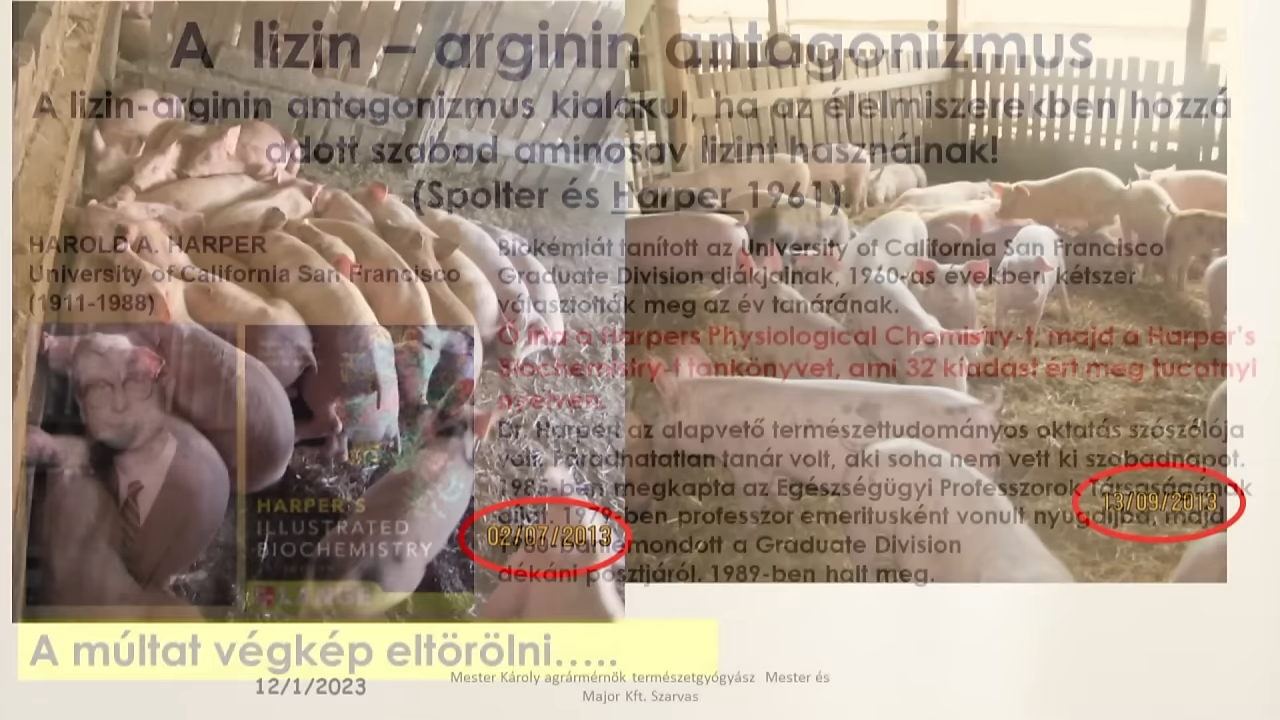 A lizin – arginin antagonizmus
A lizin-arginin antagonizmus kialakul, ha az élelmiszerekben hozzá
adott szabad aminosav lizint használnak!
(Spolter és Harper 1961).
HAROLD A. HARPER
University of California San Francisco
(1911-1988)
Biokémiát tanított az University of California San Francisco
Graduate Division diákjainak, 1960-as években kétszer
választották meg az év tanárának.
Ő írta a Harpers Physiological Chemistry-t, majd a Harper's
Biochemistry-t tankönyvet, ami 32 kiadást ért meg tucatnyi
nyelven.
Dr. Harpert az alapvető természettudományos oktatás szószólója
volt. Fáradhatatlan tanár volt, aki soha nem vett ki szabadnapot.
1985-ben megkapta az Egészségügyi Professzorok Társaságának
1979-ben professzor emeritusként vonult nyugdíjba, majd
lemondott a Graduate Division
dékáni posztjáról. 1989-ben halt meg.
HARPER'S
ILLUSTRATED
BIOCHEMISTRY
LANGE
02/07/2013
13/09/2013
A múltat végkép eltörölni.....
12/1/2023
Mester Károly agrármérnök természetgyógyász Mester és
Major Kft. Szarvas